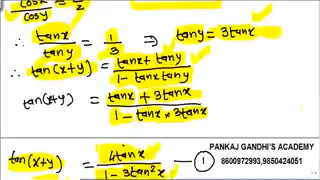 ∴ tanx/tany = 1/3 ⇒ tany = 3tanx
∴ tan(x+y) = (tanx + tany)/(1 - tanx tany)
tan(x+y) = (tanx + 3tanx)/(1 - tanx × 3tanx)
PANKAJ GANDHI'S ACADEMY
8600972993,9850424051
tan(x+y) = 4tanx/(1 - 3tan²x) — ①